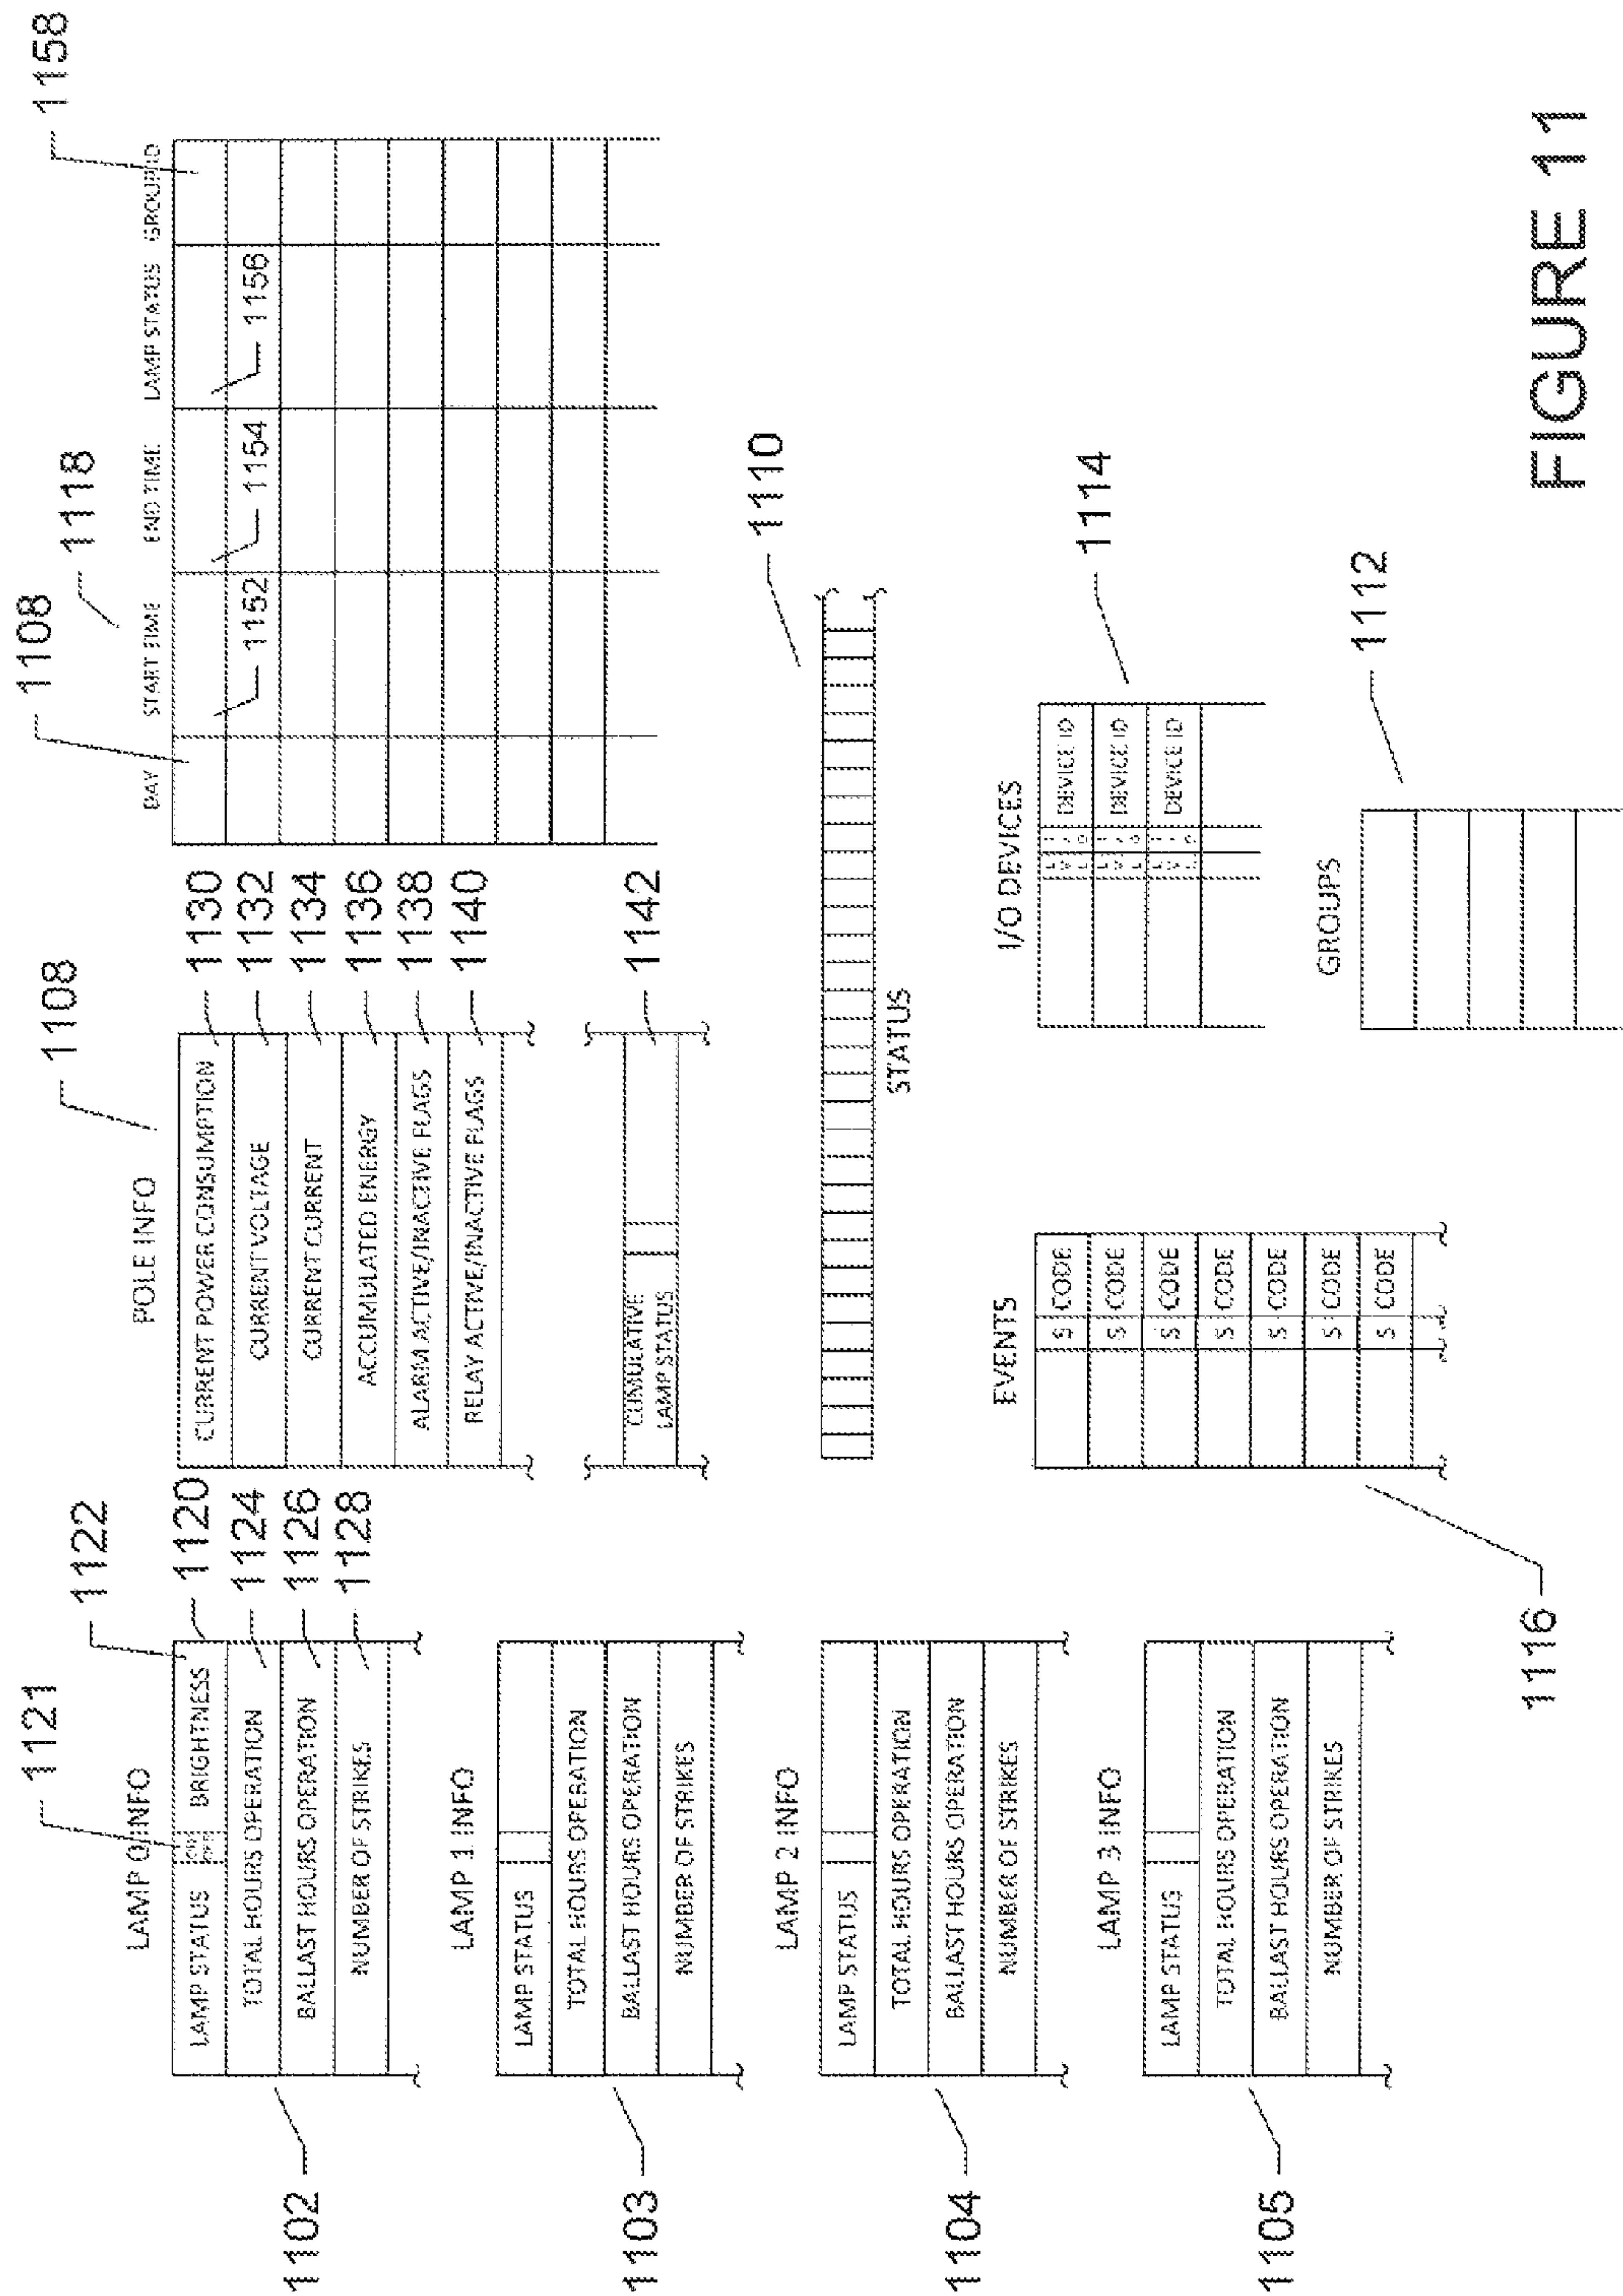 1121
1122
LAMP 0 INFO
LAMP STATUS
ON/
OFF
BRIGHTNESS
1120
TOTAL HOURS OPERATION
1124
BALLAST HOURS OPERATION
1126
NUMBER OF STRIKES
1128
1102
LAMP 1 INFO
LAMP STATUS
TOTAL HOURS OPERATION
BALLAST HOURS OPERATION
NUMBER OF STRIKES
1103
LAMP 2 INFO
LAMP STATUS
TOTAL HOURS OPERATION
BALLAST HOURS OPERATION
NUMBER OF STRIKES
1104
LAMP 3 INFO
LAMP STATUS
TOTAL HOURS OPERATION
BALLAST HOURS OPERATION
NUMBER OF STRIKES
1105
1108
POLE INFO
CURRENT POWER CONSUMPTION
1130
CURRENT VOLTAGE
1132
CURRENT CURRENT
1134
ACCUMULATED ENERGY
1136
ALARM ACTIVE/INACTIVE FLAGS
1138
RELAY ACTIVE/INACTIVE FLAGS
1140
CUMULATIVE
LAMP STATUS
1142
1108
1118
1158
DAY START TIME END TIME LAMP STATUS GROUP ID
1152 1154 1156
1110
STATUS
EVENTS
S CODE
S CODE
S CODE
S CODE
S CODE
S CODE
S CODE
1116
I/O DEVICES
DEVICE ID
DEVICE ID
DEVICE ID
1114
GROUPS
1112
FIGURE 11